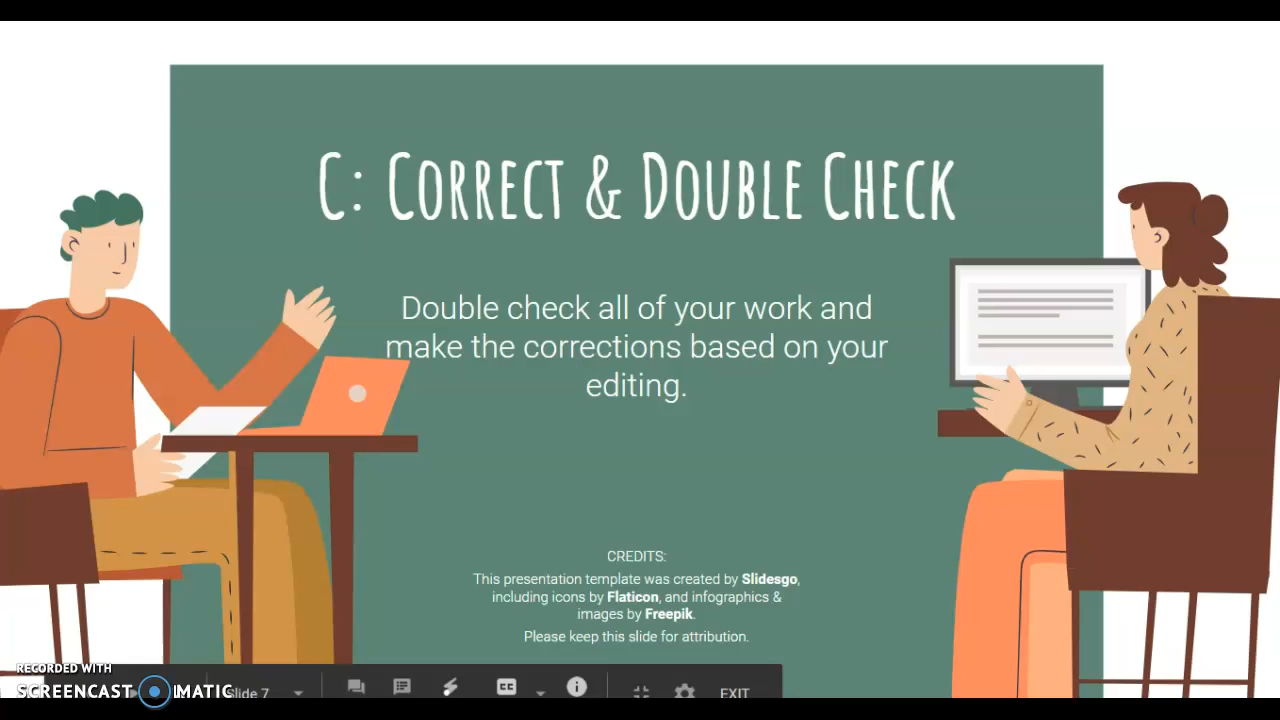 C: Correct & Double Check
Double check all of your work and
make the corrections based on your
editing.
CREDITS:
This presentation template was created by Slidesgo,
including icons by Flaticon, and infographics &
images by Freepik.
Please keep this slide for attribution.
RECORDED WITH
SCREENCAST MATIC
Slide 7
CC
EXIT